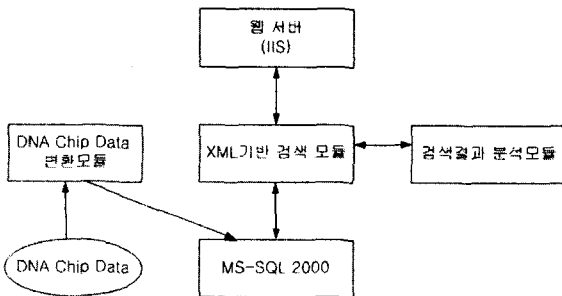 웹 서버
(IIS)
DNA Chip Data
변환모듈
XML기반 검색 모듈
검색결과 분석모듈
DNA Chip Data
MS-SQL 2000